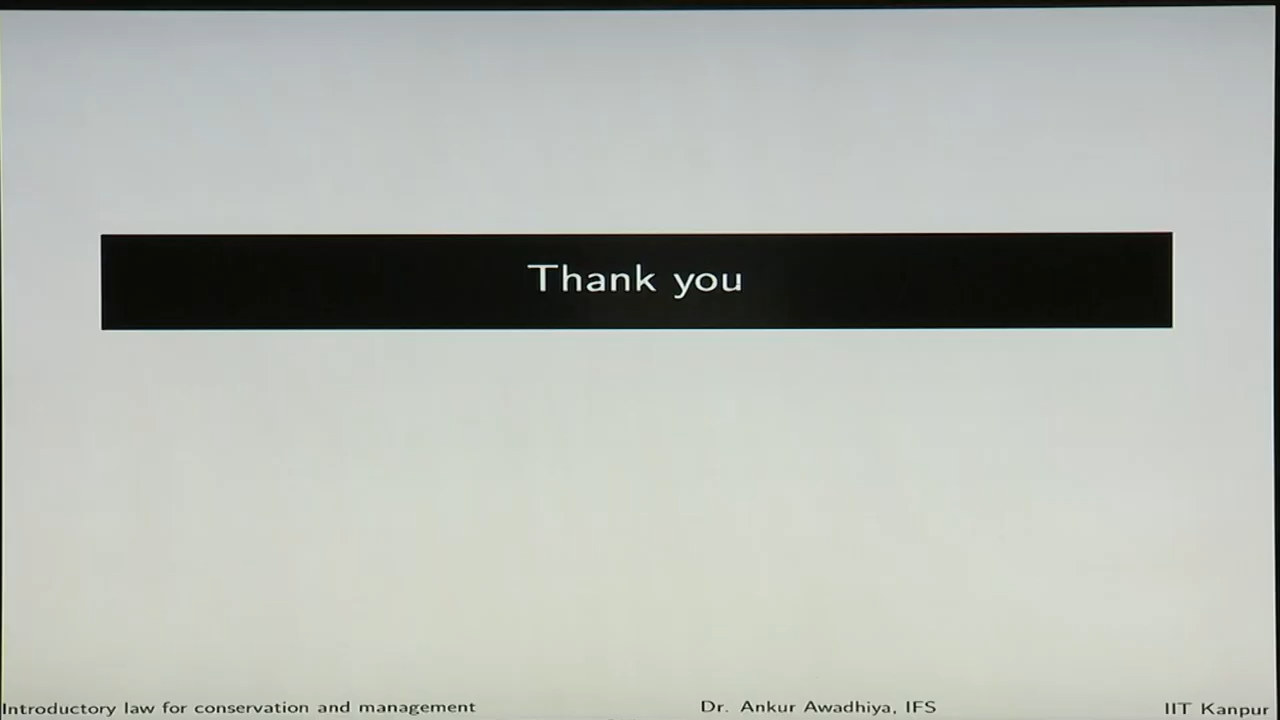 Thank you
Introductory law for conservation and management Dr. Ankur Awadhiya, IFS IIT Kanpur